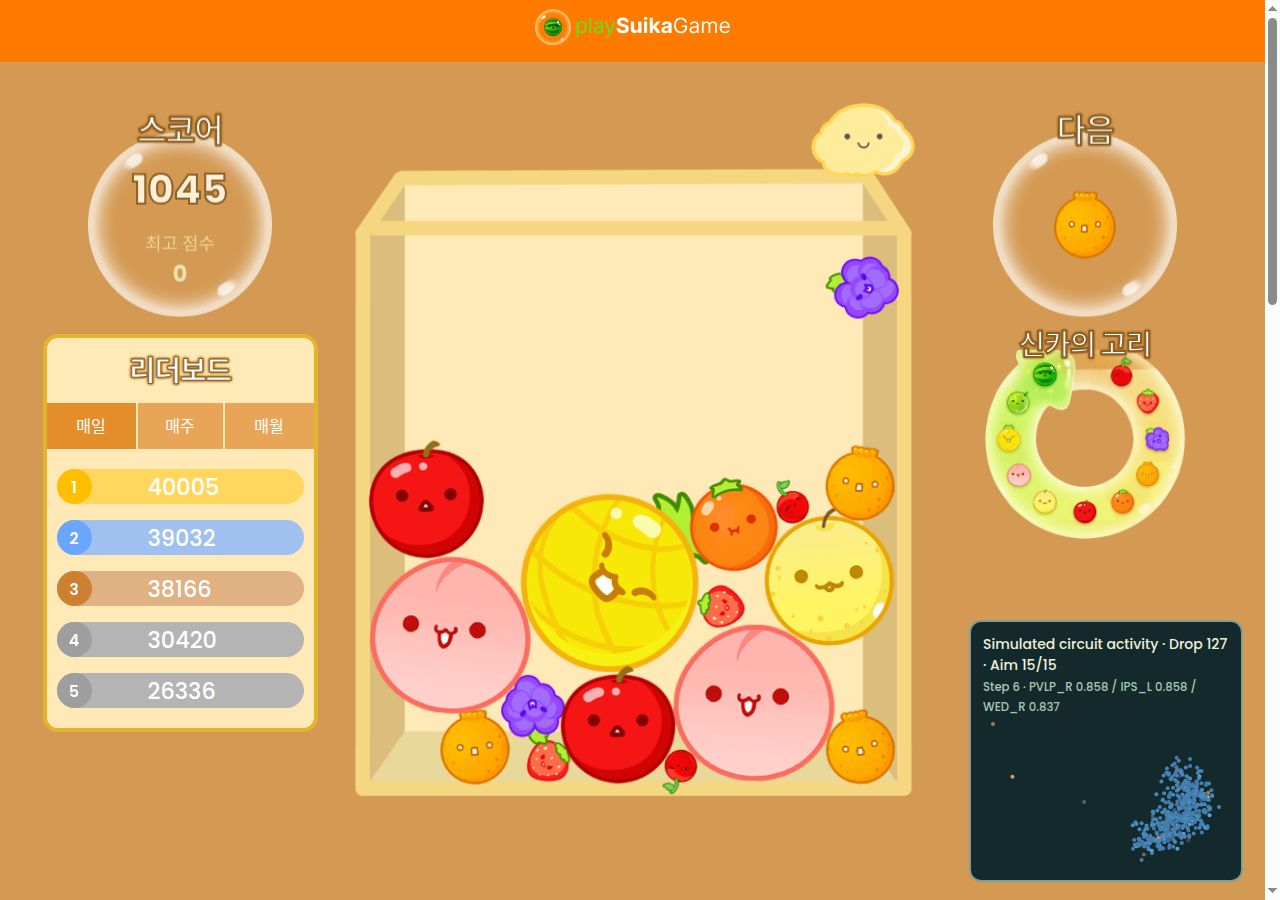 playSuikaGame
스코어
1045
최고 점수
0
다음
리더보드
매일 매주 매월
1 40005
2 39032
3 38166
4 30420
5 26336
신카의 고리
Simulated circuit activity · Drop 127
· Aim 15/15
Step 6 · PVLP_R 0.858 / IPS_L 0.858 /
WED_R 0.837